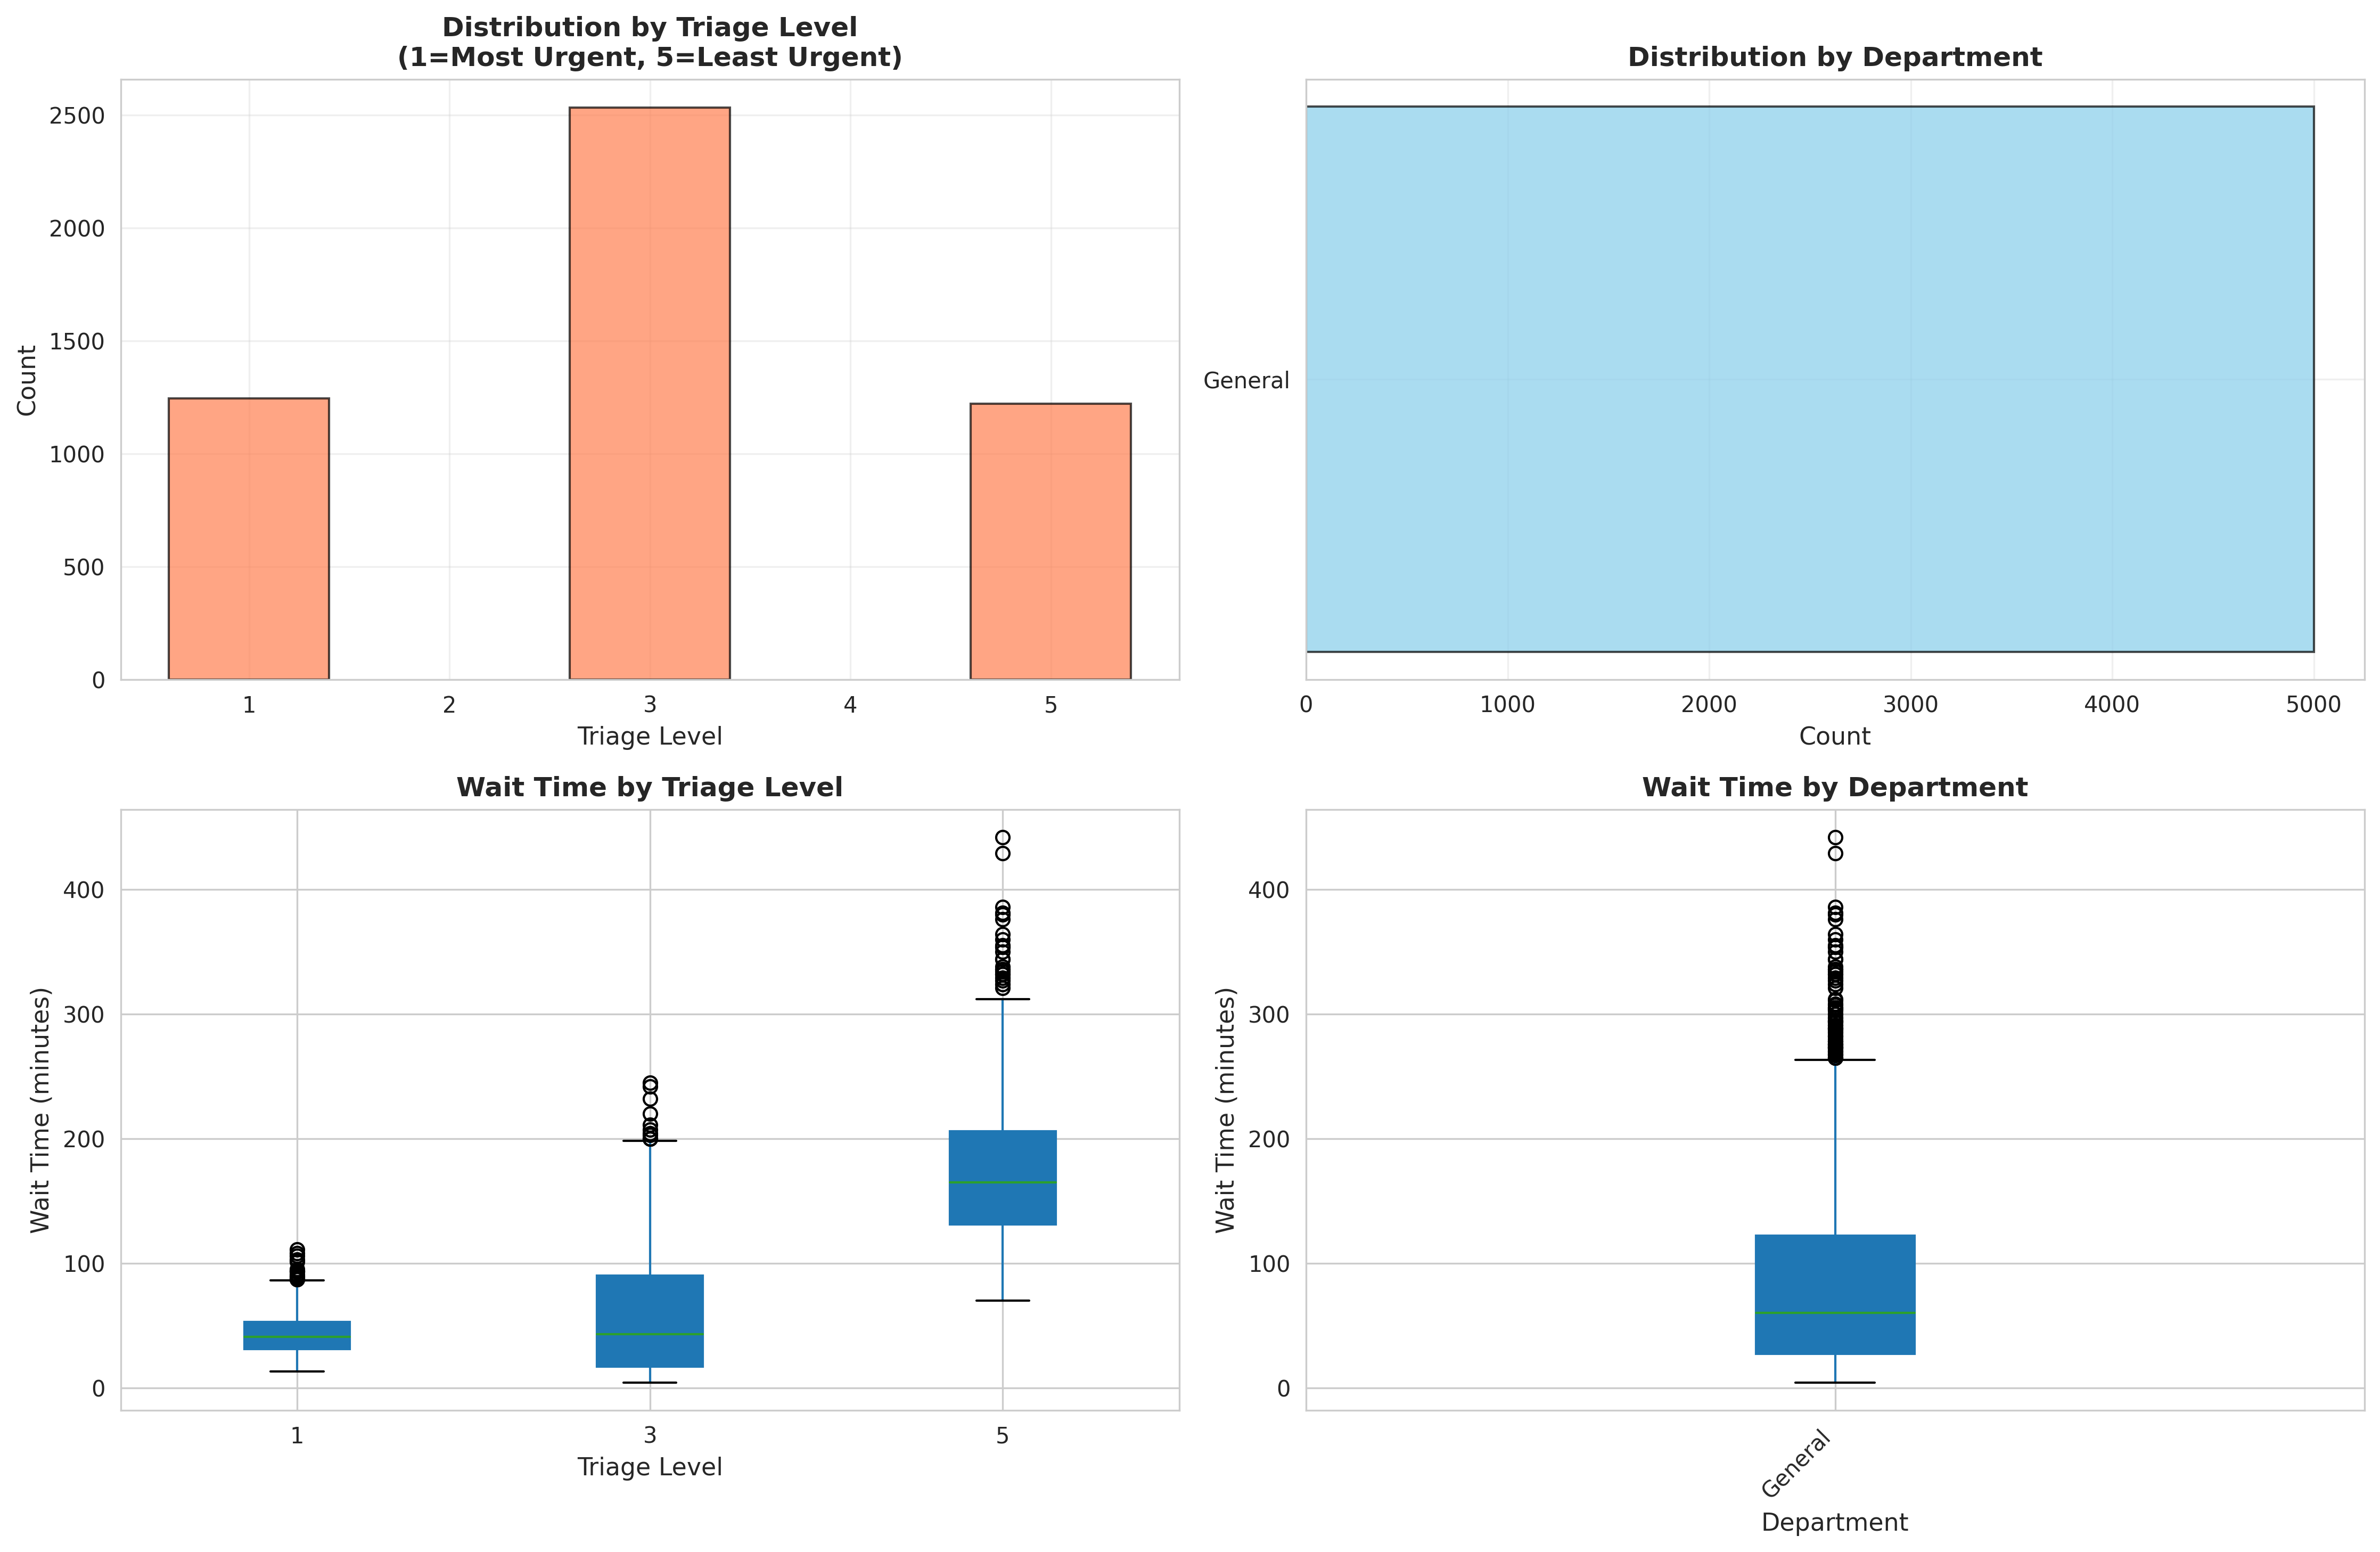 Distribution by Triage Level
(1=Most Urgent, 5=Least Urgent)
2500
2000
1500
1000
500
0
Count
1 2 3 4 5
Triage Level
Distribution by Department
General
0 1000 2000 3000 4000 5000
Count
Wait Time by Triage Level
400
300
200
100
0
Wait Time (minutes)
1 3 5
Triage Level
Wait Time by Department
400
300
200
100
0
Wait Time (minutes)
General
Department